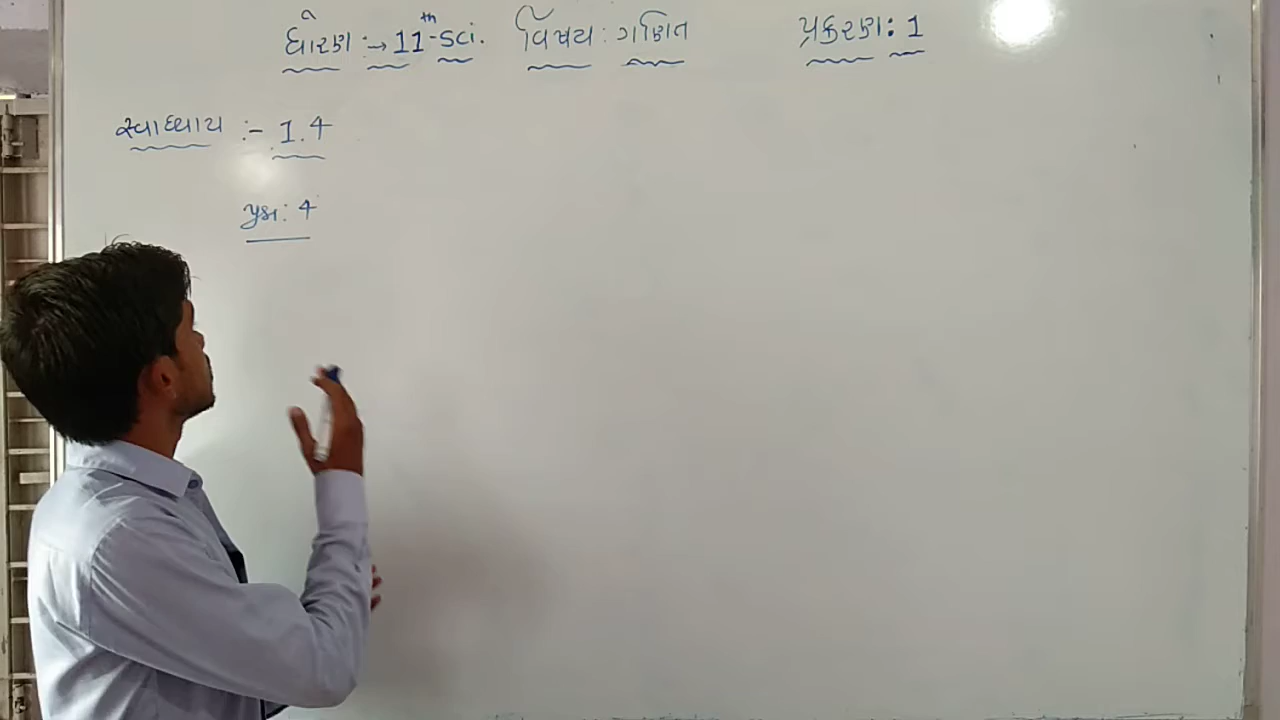 ધોરણ :→ 11th-sci. વિષય : ગણિત પ્રકરણ : 1
સ્વાધ્યાય :- 1.4
પ્રશ્ન : 4